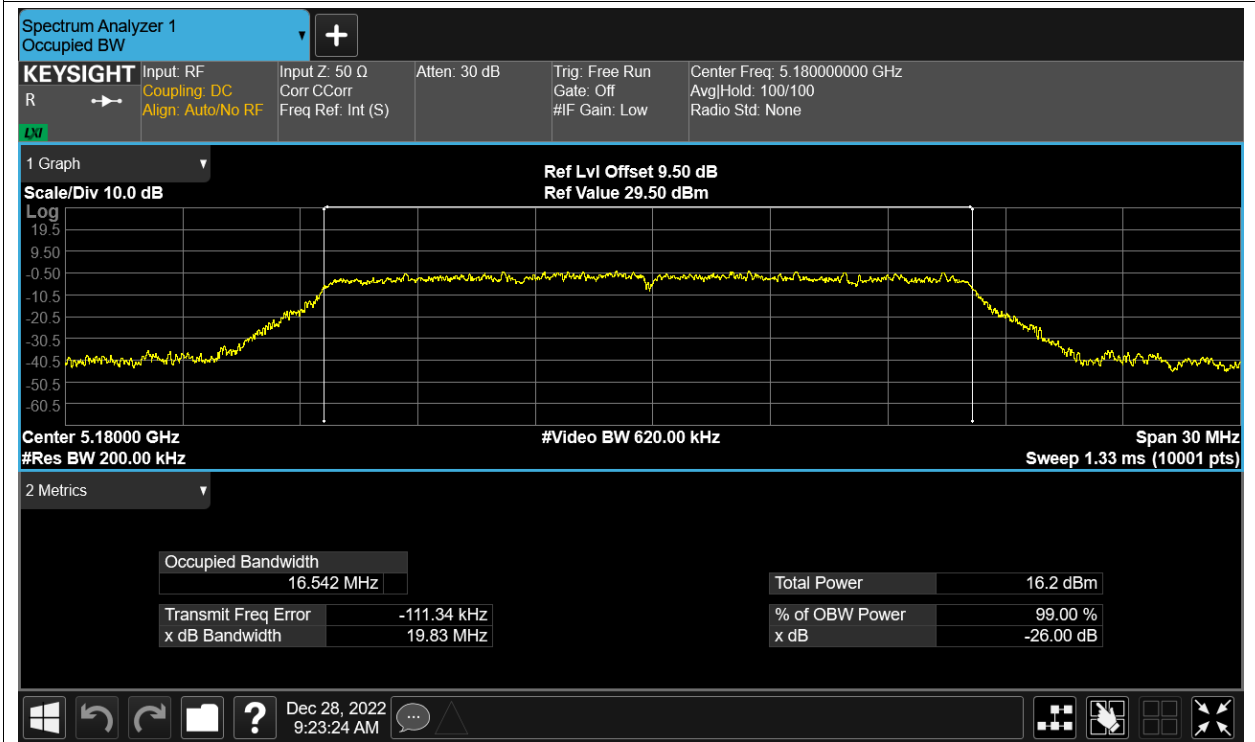 Spectrum Analyzer 1
Occupied BW
KEYSIGHT
R
LXI
Input: RF
Coupling: DC
Align: Auto/No RF
Input Z: 50 Ω
Corr CCorr
Freq Ref: Int (S)
Atten: 30 dB
Trig: Free Run
Gate: Off
#IF Gain: Low
Center Freq: 5.180000000 GHz
Avg|Hold: 100/100
Radio Std: None
1 Graph
Scale/Div 10.0 dB
Ref Lvl Offset 9.50 dB
Ref Value 29.50 dBm
Log
19.5
9.50
-0.50
-10.5
-20.5
-30.5
-40.5
-50.5
-60.5
Center 5.18000 GHz
#Res BW 200.00 kHz
#Video BW 620.00 kHz
Span 30 MHz
Sweep 1.33 ms (10001 pts)
2 Metrics
Occupied Bandwidth
16.542 MHz
Transmit Freq Error -111.34 kHz
x dB Bandwidth 19.83 MHz
Total Power 16.2 dBm
% of OBW Power 99.00 %
x dB -26.00 dB
?
Dec 28, 2022
9:23:24 AM